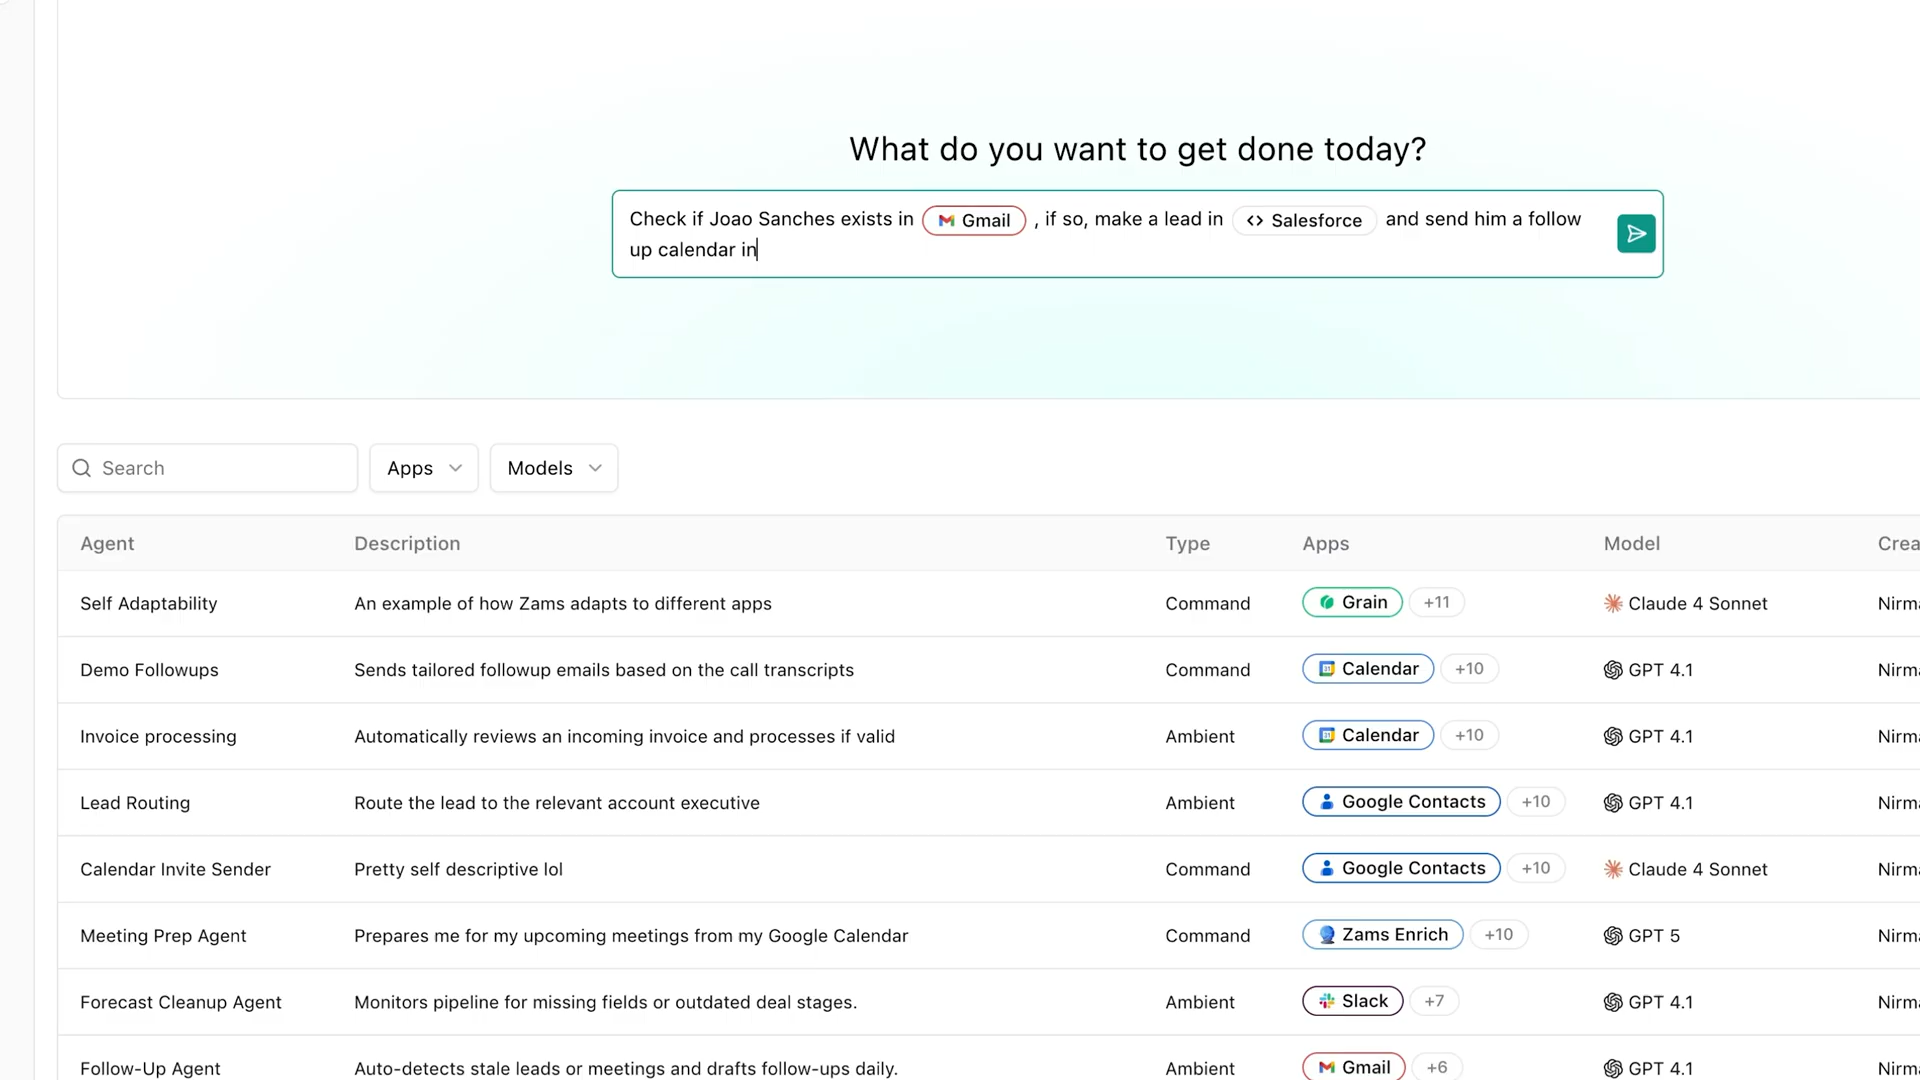 What do you want to get done today?
Check if Joao Sanches exists in Gmail , if so, make a lead in Salesforce and send him a follow
up calendar in
Search Apps Models
Agent Description Type Apps Model Crea
Self Adaptability An example of how Zams adapts to different apps Command Grain +11 Claude 4 Sonnet Nirma
Demo Followups Sends tailored followup emails based on the call transcripts Command Calendar +10 GPT 4.1 Nirma
Invoice processing Automatically reviews an incoming invoice and processes if valid Ambient Calendar +10 GPT 4.1 Nirma
Lead Routing Route the lead to the relevant account executive Ambient Google Contacts +10 GPT 4.1 Nirma
Calendar Invite Sender Pretty self descriptive lol Command Google Contacts +10 Claude 4 Sonnet Nirma
Meeting Prep Agent Prepares me for my upcoming meetings from my Google Calendar Command Zams Enrich +10 GPT 5 Nirma
Forecast Cleanup Agent Monitors pipeline for missing fields or outdated deal stages. Ambient Slack +7 GPT 4.1 Nirma
Follow-Up Agent Auto-detects stale leads or meetings and drafts follow-ups daily. Ambient Gmail +6 GPT 4.1 Nirma